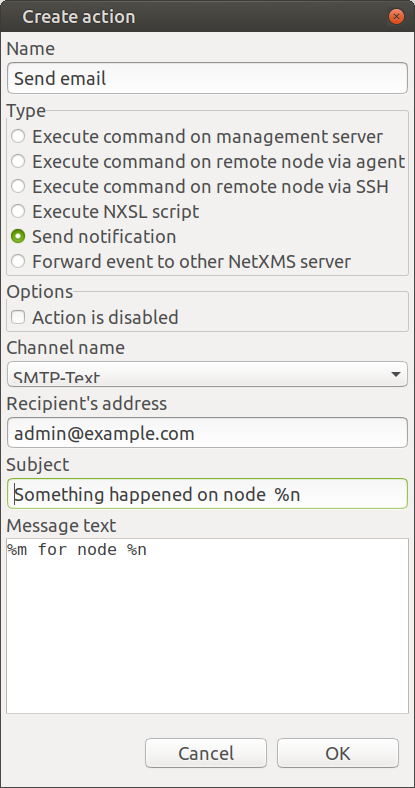 Create action
Name
Send email
Type
Execute command on management server
Execute command on remote node via agent
Execute command on remote node via SSH
Execute NXSL script
Send notification
Forward event to other NetXMS server
Options
Action is disabled
Channel name
SMTP-Text
Recipient's address
admin@example.com
Subject
Something happened on node  %n
Message text
%m for node %n
Cancel
OK